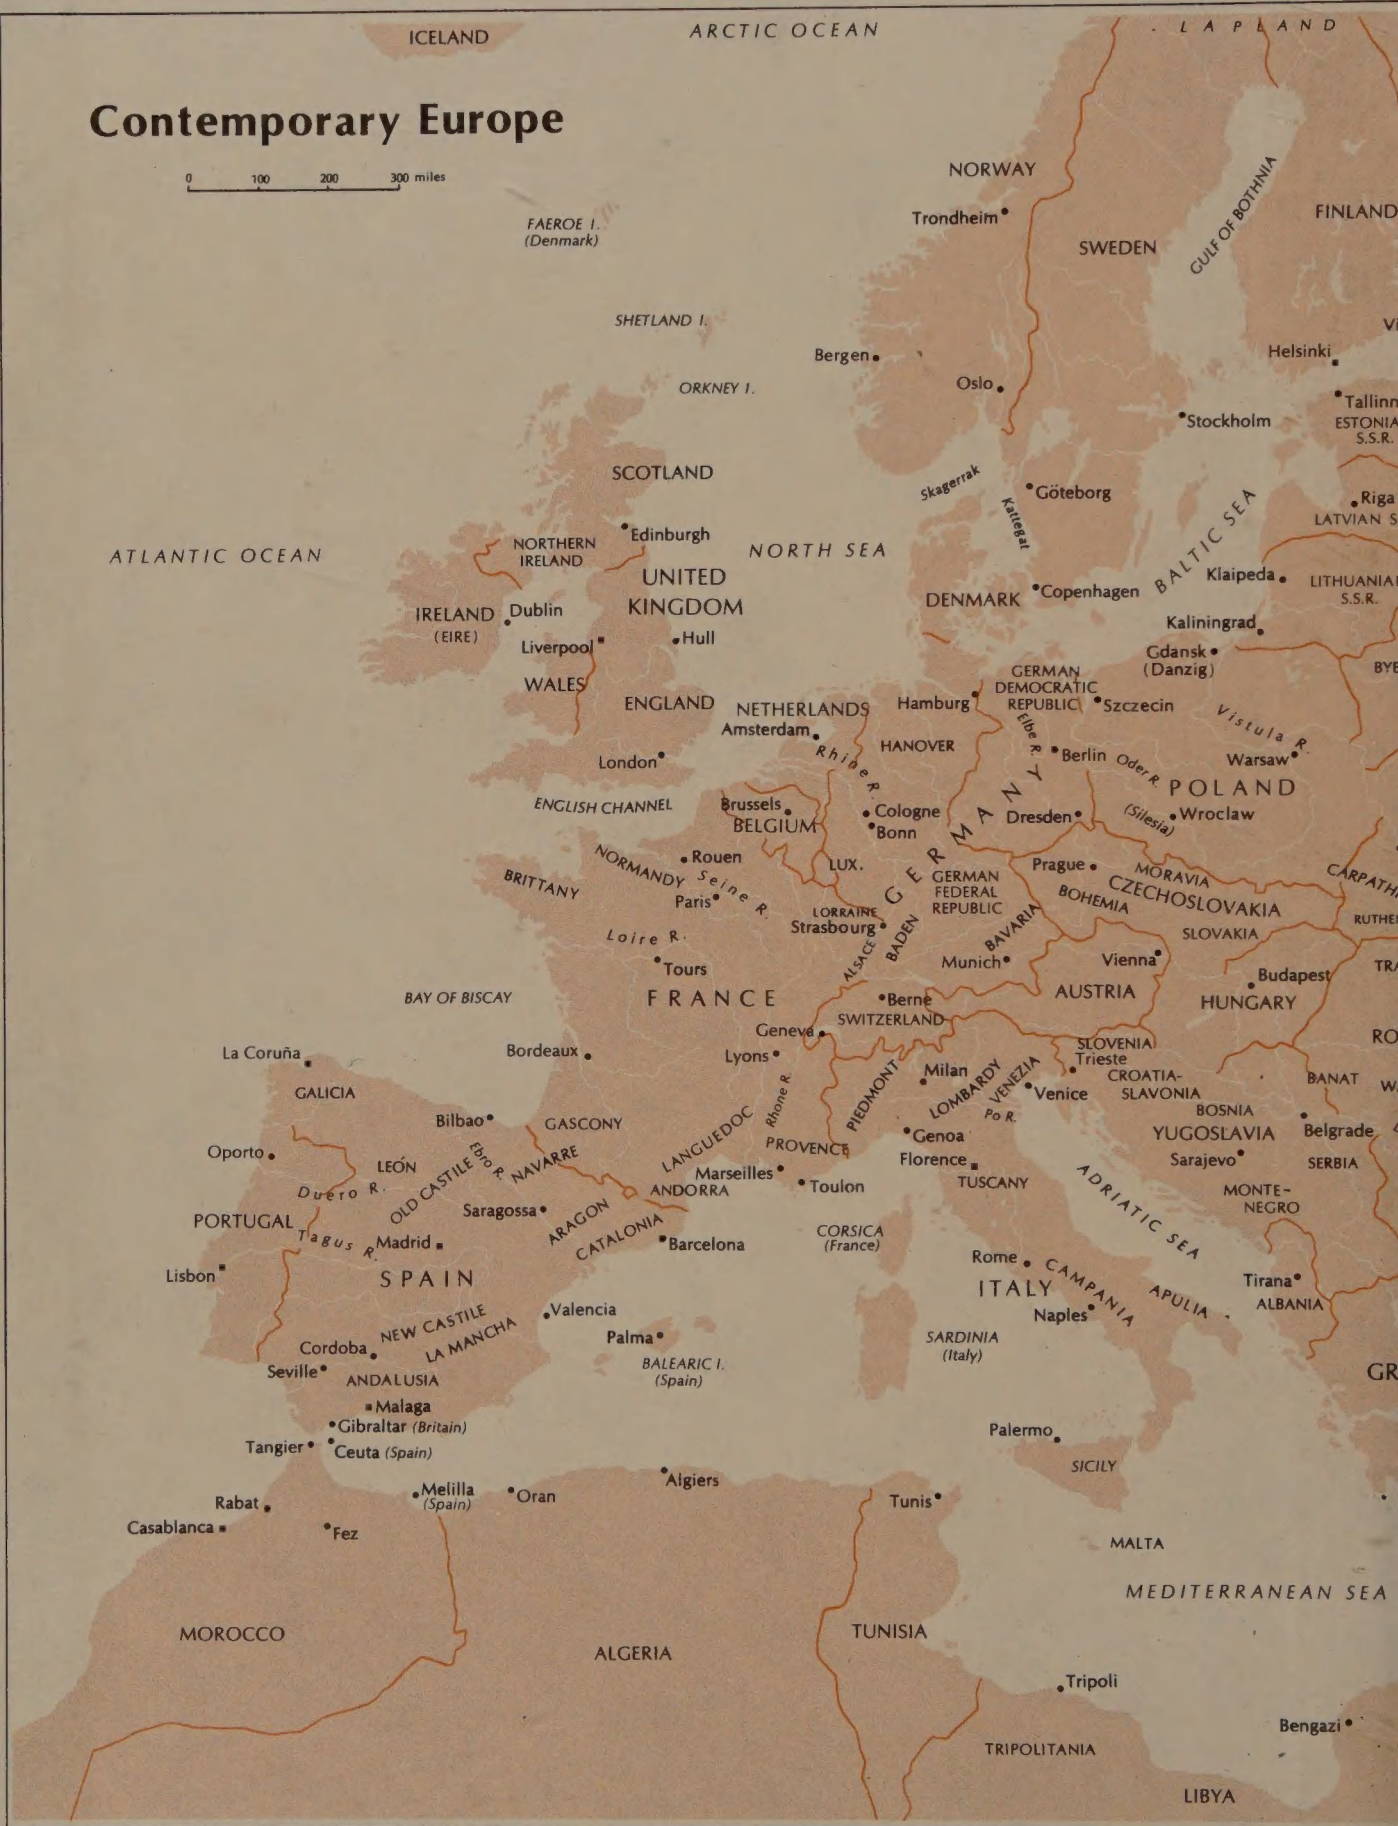 ICELAND
ARCTIC OCEAN
LAPLAND
Contemporary Europe
0 100 200 300 miles
NORWAY
Trondheim
FAEROE I.
(Denmark)
SWEDEN
GULF OF BOTHNIA
FINLAND
SHETLAND I.
Bergen
Helsinki
ORKNEY I.
Oslo
Tallinn
Stockholm
ESTONIA
S.S.R.
SCOTLAND
Skagerrak
Göteborg
Kattegat
Riga
LATVIAN S
ATLANTIC OCEAN
NORTHERN
IRELAND
Edinburgh
NORTH SEA
BALTIC SEA
UNITED
KINGDOM
Klaipeda
LITHUANIA
S.S.R.
DENMARK
Copenhagen
IRELAND
(EIRE)
Dublin
Kaliningrad
Liverpool
Hull
Gdansk
(Danzig)
BYE
WALES
ENGLAND
NETHERLANDS
Amsterdam
Hamburg
GERMAN
DEMOCRATIC
REPUBLIC
Szczecin
Vistula R.
Elbe R.
HANOVER
London
Rhine R.
Berlin
Oder R.
Warsaw
POLAND
ENGLISH CHANNEL
Brussels
BELGIUM
Cologne
Bonn
GERMANY
Dresden
(Silesia)
Wroclaw
NORMANDY
Rouen
LUX.
Prague
MORAVIA
CARPATH
BRITTANY
Seine R.
Paris
GERMAN
FEDERAL
REPUBLIC
BOHEMIA
CZECHOSLOVAKIA
LORRAINE
Strasbourg
BADEN
BAVARIA
RUTHE
Loire R.
ALSACE
SLOVAKIA
Tours
Munich
Vienna
TRA
Budapest
BAY OF BISCAY
FRANCE
Berne
AUSTRIA
HUNGARY
SWITZERLAND
Geneva
RO
La Coruña
Bordeaux
Lyons
SLOVENIA
Trieste
Milan
PIEDMONT
LOMBARDY
VENEZIA
CROATIA-
SLAVONIA
BANAT
W
GALICIA
Rhone R.
Venice
Po R.
BOSNIA
Bilbao
GASCONY
LANGUEDOC
Genoa
YUGOSLAVIA
Belgrade
Oporto
LEÓN
OLD CASTILE
Ebro R.
NAVARRE
PROVENCE
Florence
Sarajevo
SERBIA
Marseilles
Toulon
TUSCANY
Duero R.
ANDORRA
MONTE-
NEGRO
ADRIATIC SEA
PORTUGAL
Saragossa
ARAGON
CATALONIA
CORSICA
(France)
Tagus R.
Madrid
Barcelona
Rome
CAMPANIA
Lisbon
SPAIN
ITALY
APULIA
Tirana
ALBANIA
NEW CASTILE
Valencia
Naples
LA MANCHA
Palma
SARDINIA
(Italy)
Cordoba
Seville
BALEARIC I.
(Spain)
GR
ANDALUSIA
Malaga
Gibraltar (Britain)
Palermo
Tangier
Ceuta (Spain)
SICILY
Algiers
Melilla
(Spain)
Oran
Tunis
Rabat
Casablanca
Fez
MALTA
MEDITERRANEAN SEA
MOROCCO
TUNISIA
ALGERIA
Tripoli
Bengazi
TRIPOLITANIA
LIBYA